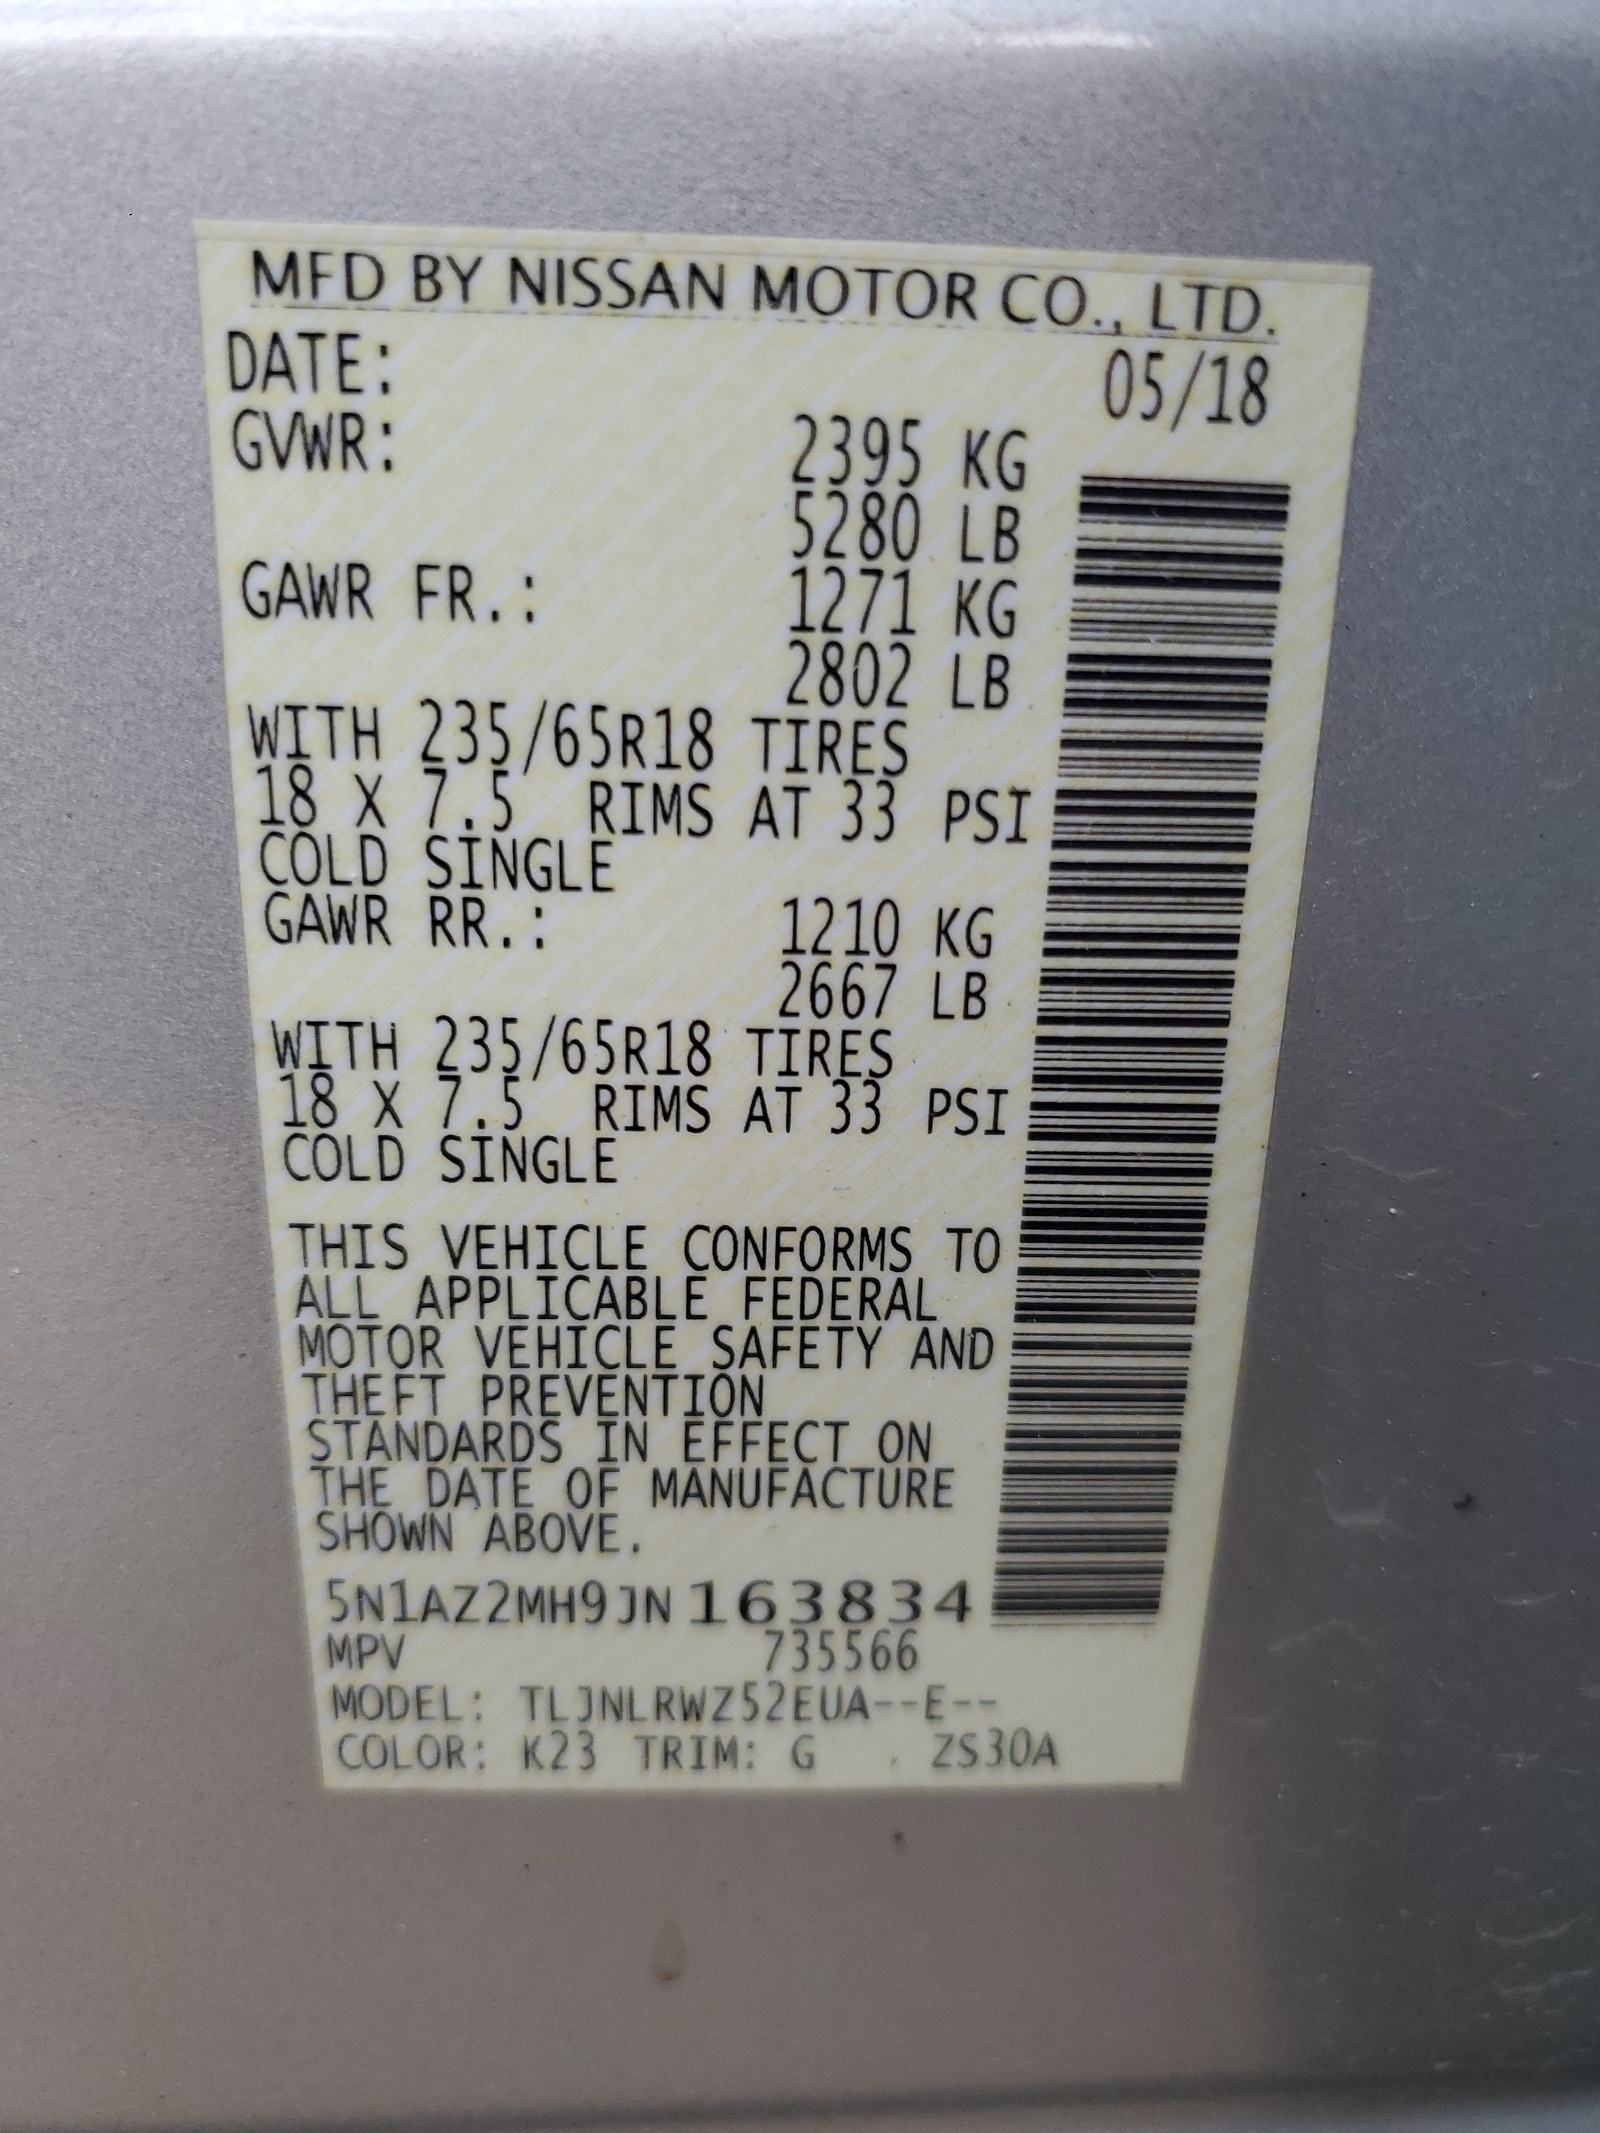 MFD BY NISSAN MOTOR CO., LTD.
DATE: 05/18
GVWR: 2395 KG
5280 LB
GAWR FR.: 1271 KG
2802 LB
WITH 235/65R18 TIRES
18 X 7.5 RIMS AT 33 PSI
COLD SINGLE
GAWR RR.: 1210 KG
2667 LB
WITH 235/65R18 TIRES
18 X 7.5 RIMS AT 33 PSI
COLD SINGLE
THIS VEHICLE CONFORMS TO
ALL APPLICABLE FEDERAL
MOTOR VEHICLE SAFETY AND
THEFT PREVENTION
STANDARDS IN EFFECT ON
THE DATE OF MANUFACTURE
SHOWN ABOVE.
5N1AZ2MH9JN163834
MPV 735566
MODEL: TLJNLRWZ52EUA--E--
COLOR: K23 TRIM: G . ZS30A